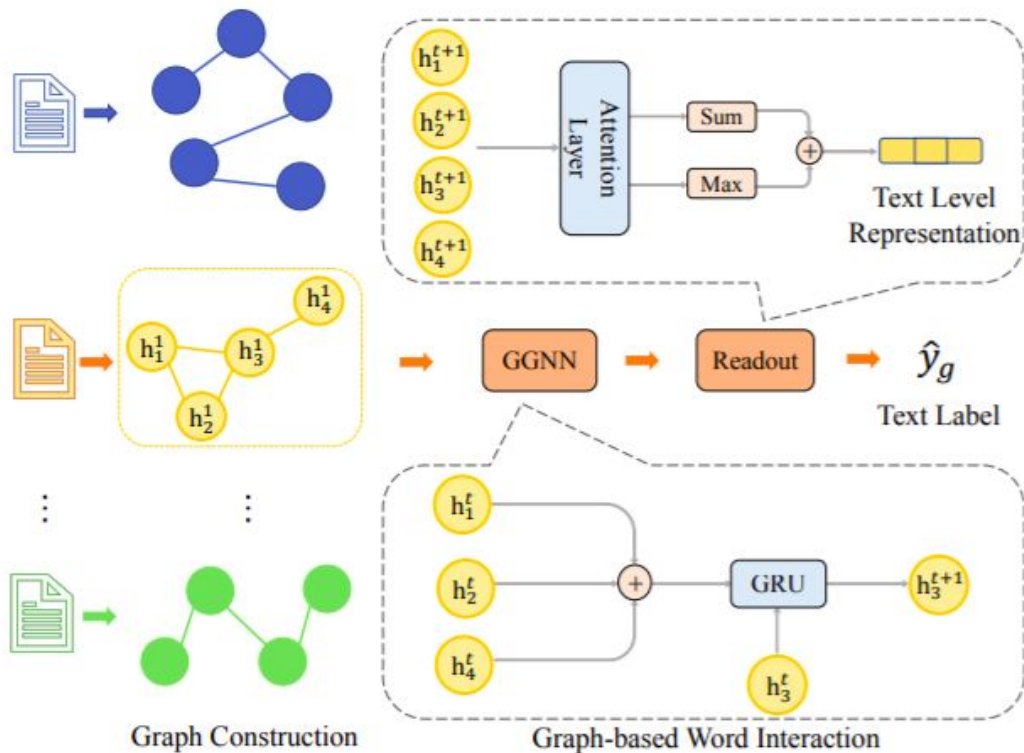 h₁ᵗ⁺¹
h₂ᵗ⁺¹
h₃ᵗ⁺¹
h₄ᵗ⁺¹
Attention
Layer
Sum
Max
+
Text Level
Representation
h₁¹
h₂¹
h₃¹
h₄¹
GGNN
Readout
ŷ_g
Text Label
⋮
⋮
h₁ᵗ
h₂ᵗ
h₄ᵗ
+
GRU
h₃ᵗ
h₃ᵗ⁺¹
Graph Construction
Graph-based Word Interaction